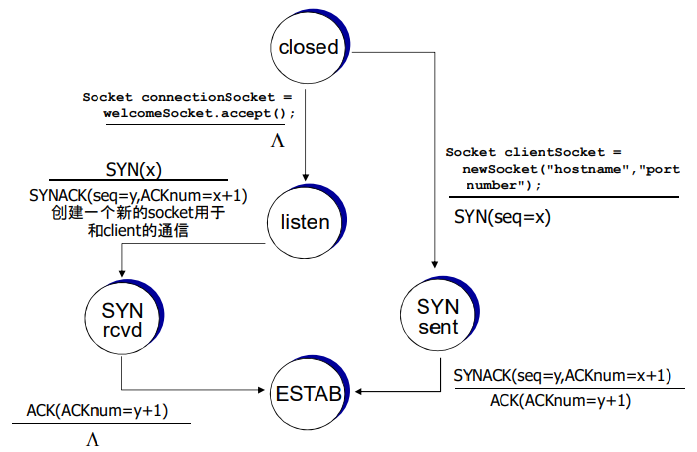 closed
Socket connectionSocket =
welcomeSocket.accept();
Λ
Socket clientSocket =
newSocket("hostname","port
number");
SYN(seq=x)
SYN(x)
SYNACK(seq=y,ACKnum=x+1)
创建一个新的socket用于
和client的通信
listen
SYN
rcvd
SYN
sent
ESTAB
SYNACK(seq=y,ACKnum=x+1)
ACK(ACKnum=y+1)
ACK(ACKnum=y+1)
Λ